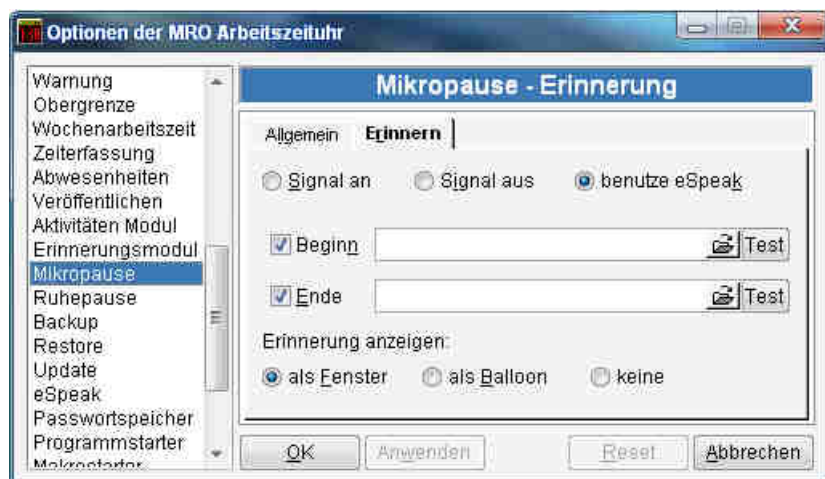 Optionen der MRO Arbeitszeituhr
Warnung
Obergrenze
Wochenarbeitszeit
Zeiterfassung
Abwesenheiten
Veröffentlichen
Aktivitäten Modul
Erinnerungsmodul
Mikropause
Ruhepause
Backup
Restore
Update
eSpeak
Passwortspeicher
Programmstarter
Makrostarter
Mikropause - Erinnerung
Allgemein Erinnern
Signal an Signal aus benutze eSpeak
Beginn Test
Ende Test
Erinnerung anzeigen:
als Fenster als Balloon keine
OK Anwenden Reset Abbrechen